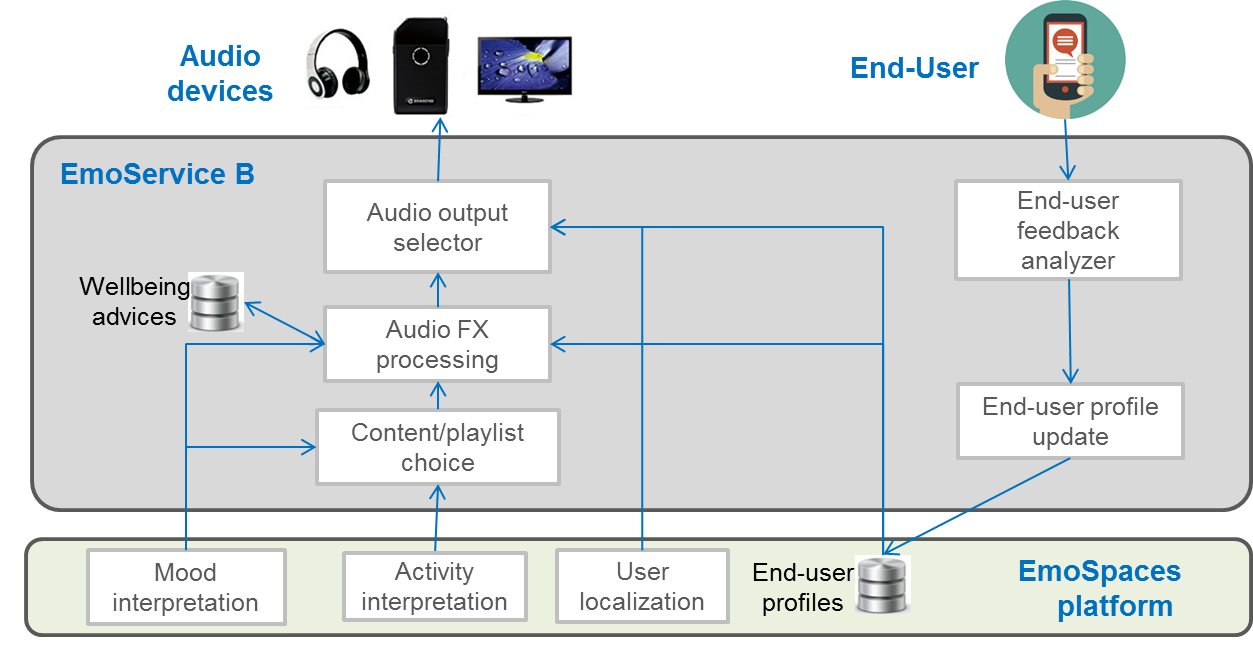 Audio
devices
End-User
EmoService B
Audio output
selector
End-user
feedback
analyzer
Wellbeing
advices
Audio FX
processing
End-user profile
update
Content/playlist
choice
Mood
interpretation
Activity
interpretation
User
localization
End-user
profiles
EmoSpaces
platform